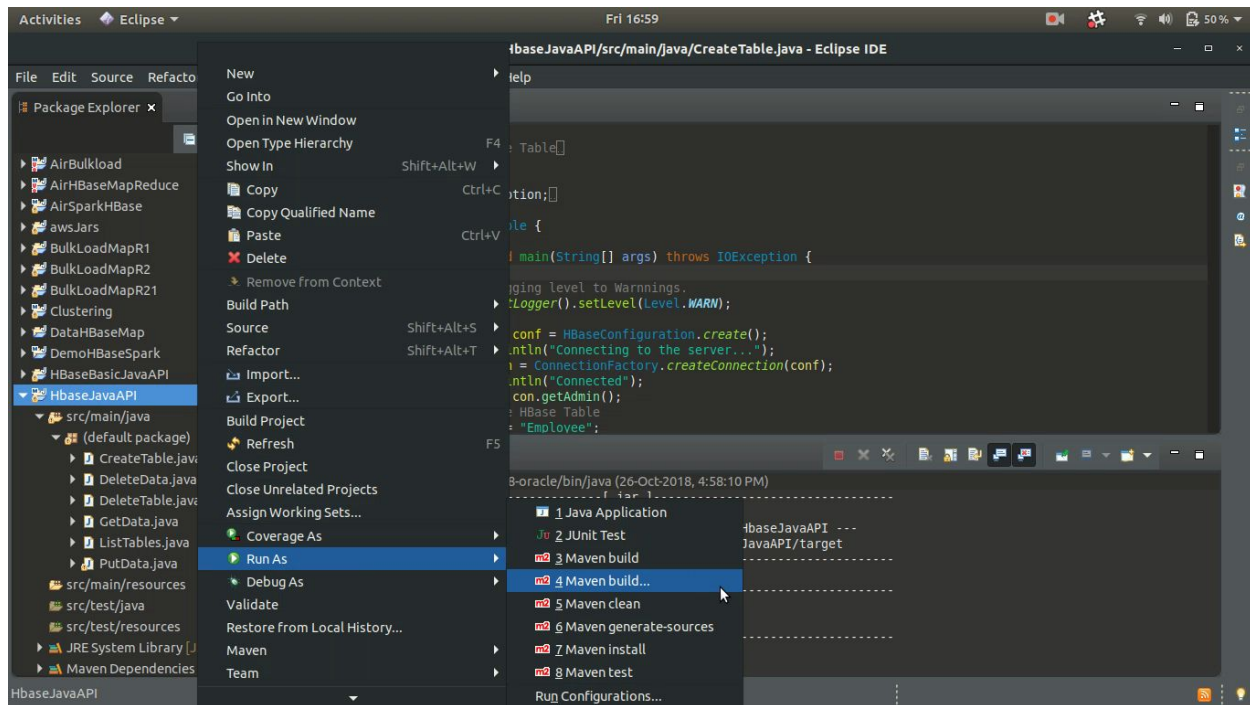 Activities Eclipse Fri 16:59 50 %
HbaseJavaAPI/src/main/java/CreateTable.java - Eclipse IDE
File Edit Source Refacto Help
Package Explorer
AirBulkload
AirHBaseMapReduce
AirSparkHBase
awsJars
BulkLoadMapR1
BulkLoadMapR2
BulkLoadMapR21
Clustering
DataHBaseMap
DemoHBaseSpark
HBaseBasicJavaAPI
HbaseJavaAPI
src/main/java
(default package)
CreateTable.java
DeleteData.java
DeleteTable.java
GetData.java
ListTables.java
PutData.java
src/main/resources
src/test/java
src/test/resources
JRE System Library [J
Maven Dependencies
HbaseJavaAPI
New
Go Into
Open in New Window
Open Type Hierarchy F4
Show In Shift+Alt+W
Copy Ctrl+C
Copy Qualified Name
Paste Ctrl+V
Delete
Remove from Context
Build Path
Source Shift+Alt+S
Refactor Shift+Alt+T
Import...
Export...
Build Project
Refresh F5
Close Project
Close Unrelated Projects
Assign Working Sets...
Coverage As
Run As
Debug As
Validate
Restore from Local History...
Maven
Team
1 Java Application
2 JUnit Test
3 Maven build
4 Maven build...
5 Maven clean
6 Maven generate-sources
7 Maven install
8 Maven test
Run Configurations...
Table
ption;
ble {
main(String[] args) throws IOException {
gging level to Warnnings.
tLogger().setLevel(Level.WARN);
conf = HBaseConfiguration.create();
intln("Connecting to the server...");
n = ConnectionFactory.createConnection(conf);
intln("Connected");
con.getAdmin();
HBase Table
= "Employee";
8-oracle/bin/java (26-Oct-2018, 4:58:10 PM)
--------------[ jar ]---------------------------------
HbaseJavaAPI ---
JavaAPI/target